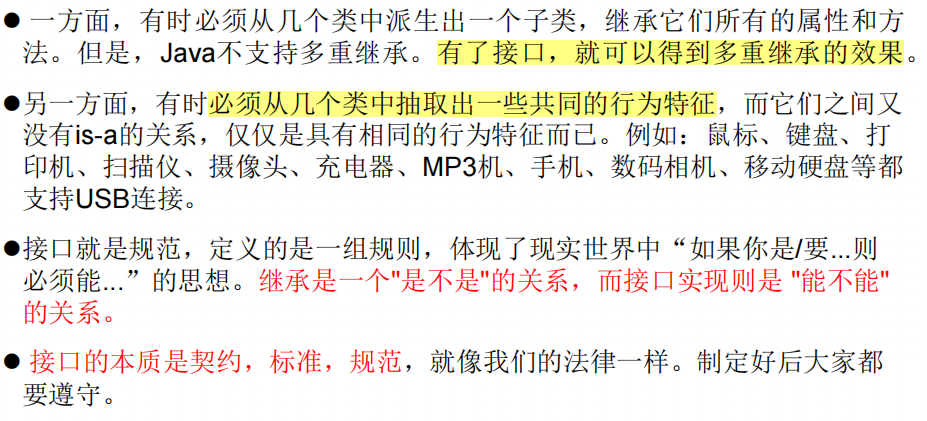 ● 一方面，有时必须从几个类中派生出一个子类，继承它们所有的属性和方
法。但是，Java不支持多重继承。有了接口，就可以得到多重继承的效果。
●另一方面，有时必须从几个类中抽取出一些共同的行为特征，而它们之间又
没有is-a的关系，仅仅是具有相同的行为特征而已。例如：鼠标、键盘、打
印机、扫描仪、摄像头、充电器、MP3机、手机、数码相机、移动硬盘等都
支持USB连接。
●接口就是规范，定义的是一组规则，体现了现实世界中“如果你是/要...则
必须能...”的思想。继承是一个"是不是"的关系，而接口实现则是 "能不能"
的关系。
● 接口的本质是契约，标准，规范，就像我们的法律一样。制定好后大家都
要遵守。